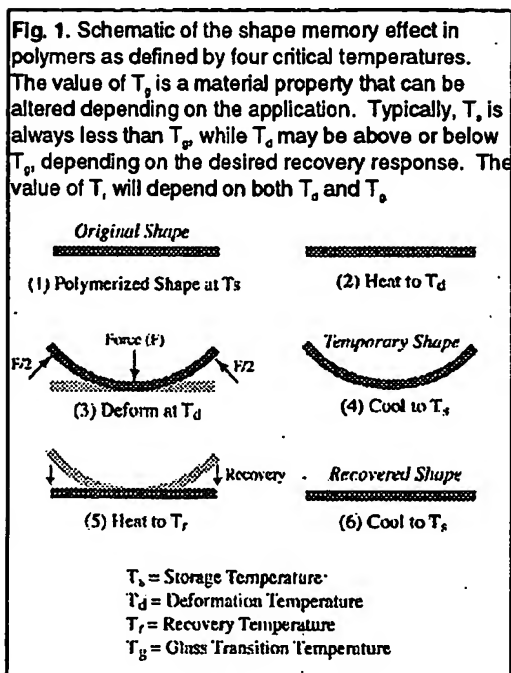 Fig. 1. Schematic of the shape memory effect in
polymers as defined by four critical temperatures.
The value of Tg is a material property that can be
altered depending on the application. Typically, Ts is
always less than Tg, while Td may be above or below
Tg, depending on the desired recovery response. The
value of Tr will depend on both Td and Tg.
Original Shape
(1) Polymerized Shape at Ts
(2) Heat to Td
Force (F)
F/2
F/2
(3) Deform at Td
Temporary Shape
(4) Cool to Ts
Recovery
(5) Heat to Tr
Recovered Shape
(6) Cool to Ts
Ts = Storage Temperature
Td = Deformation Temperature
Tr = Recovery Temperature
Tg = Glass Transition Temperature